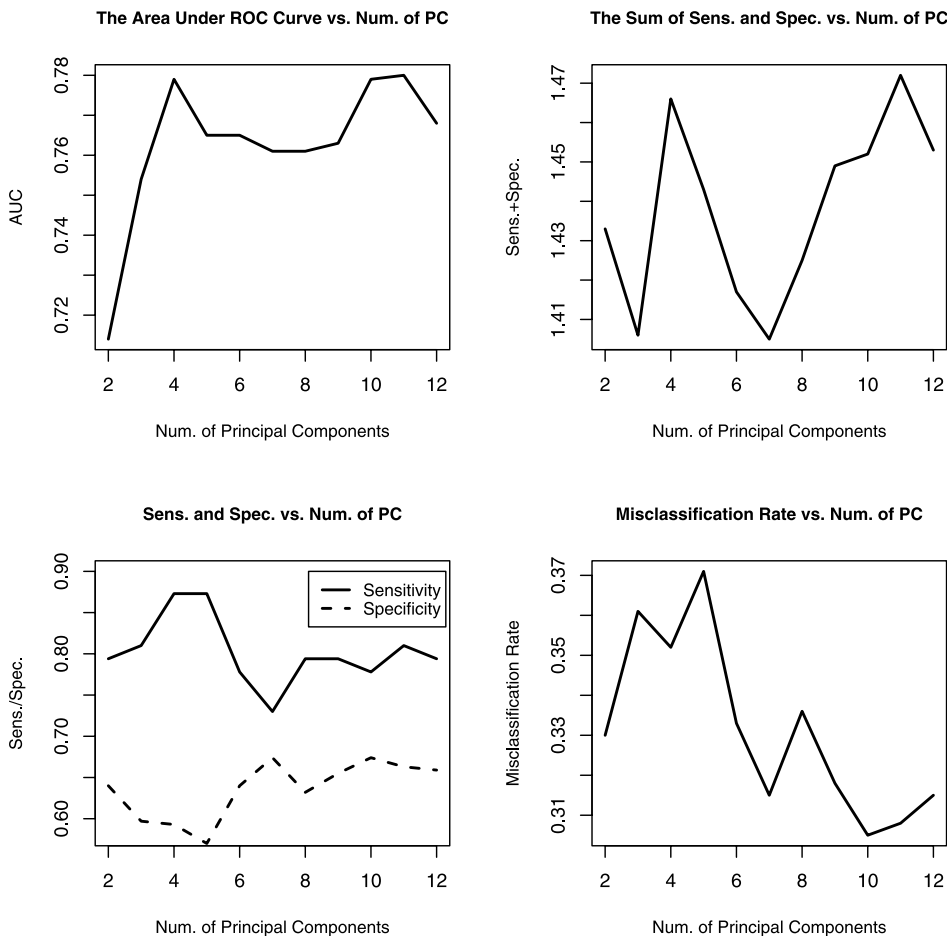 The Area Under ROC Curve vs. Num. of PC
0.78
0.76
0.74
0.72
AUC
2 4 6 8 10 12
Num. of Principal Components
The Sum of Sens. and Spec. vs. Num. of PC
1.47
1.45
1.43
1.41
Sens.+Spec.
2 4 6 8 10 12
Num. of Principal Components
Sens. and Spec. vs. Num. of PC
0.90
0.80
0.70
0.60
Sens./Spec.
Sensitivity
Specificity
2 4 6 8 10 12
Num. of Principal Components
Misclassification Rate vs. Num. of PC
0.37
0.35
0.33
0.31
Misclassification Rate
2 4 6 8 10 12
Num. of Principal Components